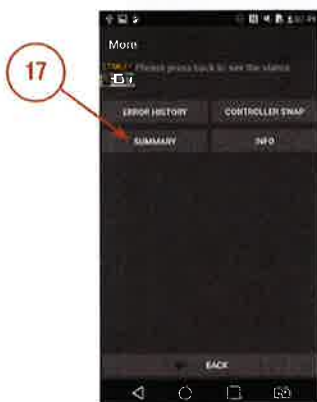 More
Please press back to see the status
17
ERROR HISTORY CONTROLLER SWAP
SUMMARY INFO
BACK